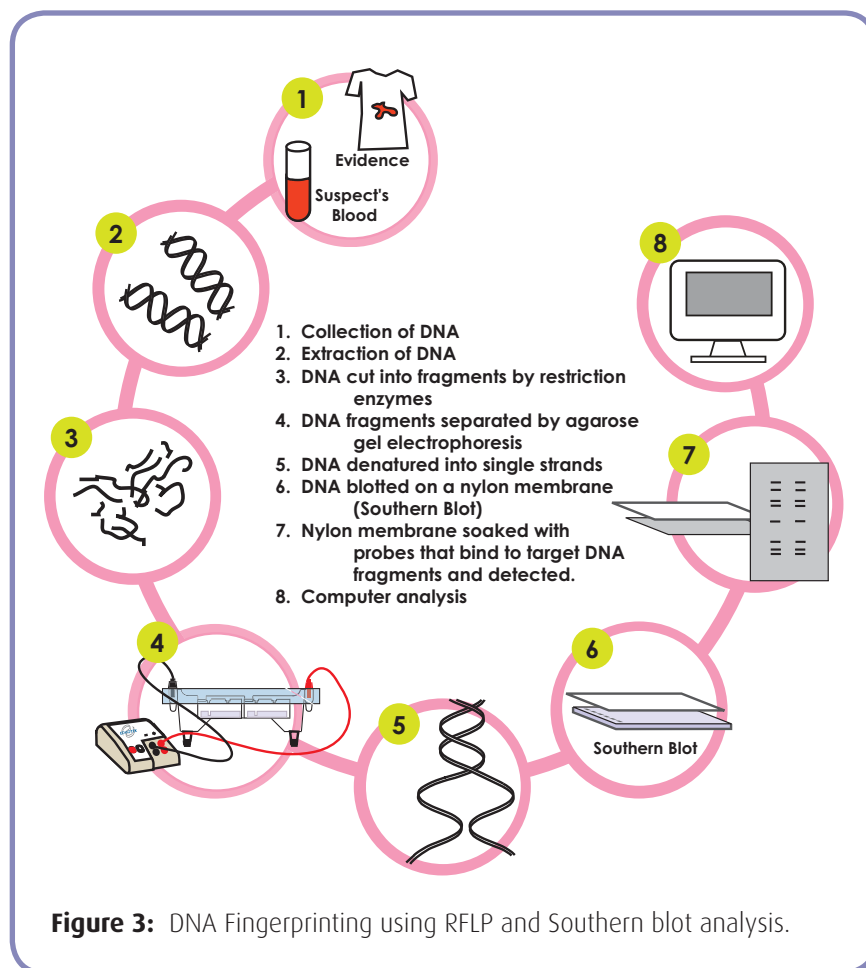 1
Evidence
Suspect's
Blood
2
8
1. Collection of DNA
2. Extraction of DNA
3. DNA cut into fragments by restriction
enzymes
4. DNA fragments separated by agarose
gel electrophoresis
5. DNA denatured into single strands
6. DNA blotted on a nylon membrane
(Southern Blot)
7. Nylon membrane soaked with
probes that bind to target DNA
fragments and detected.
8. Computer analysis
3
7
4
6
Southern Blot
5
Figure 3: DNA Fingerprinting using RFLP and Southern blot analysis.